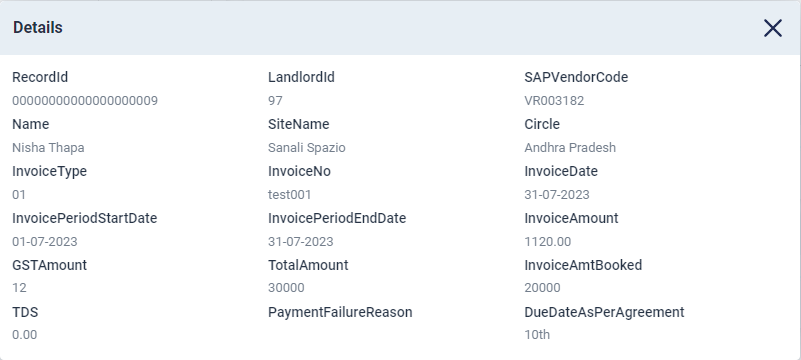 Details
RecordId LandlordId SAPVendorCode
00000000000000000009 97 VR003182
Name SiteName Circle
Nisha Thapa Sanali Spazio Andhra Pradesh
InvoiceType InvoiceNo InvoiceDate
01 test001 31-07-2023
InvoicePeriodStartDate InvoicePeriodEndDate InvoiceAmount
01-07-2023 31-07-2023 1120.00
GSTAmount TotalAmount InvoiceAmtBooked
12 30000 20000
TDS PaymentFailureReason DueDateAsPerAgreement
0.00 10th